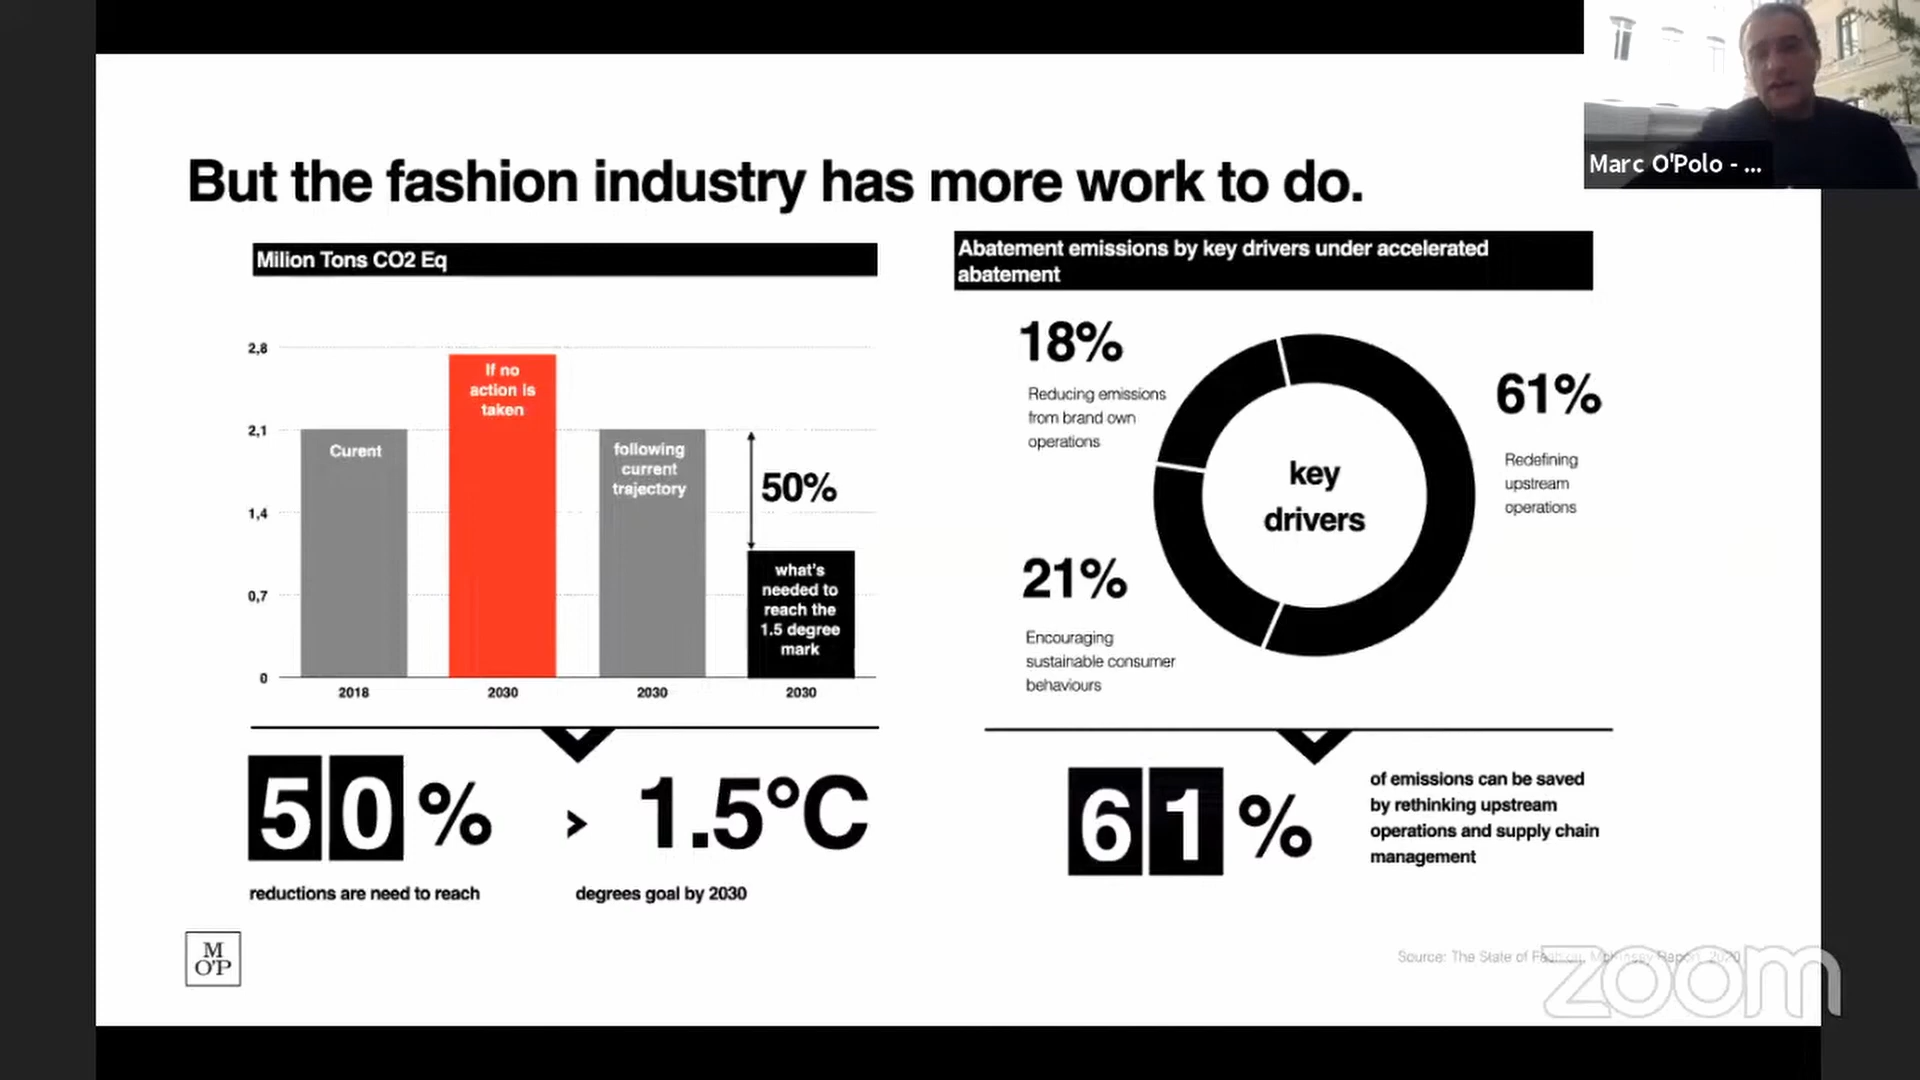 But the fashion industry has more work to do.
Marc O'Polo - ...
Milion Tons CO2 Eq
2,8
2,1
1,4
0,7
0
Curent
If no
action is
taken
following
current
trajectory
50%
what's
needed to
reach the
1.5 degree
mark
2018
2030
2030
2030
50%
>
1.5°C
reductions are need to reach
degrees goal by 2030
Abatement emissions by key drivers under accelerated
abatement
18%
Reducing emissions
from brand own
operations
61%
Redefining
upstream
operations
key
drivers
21%
Encouraging
sustainable consumer
behaviours
61%
of emissions can be saved
by rethinking upstream
operations and supply chain
management
M
O'P
Source: The State of Fashion, McKinsey Report, 2020
zoom